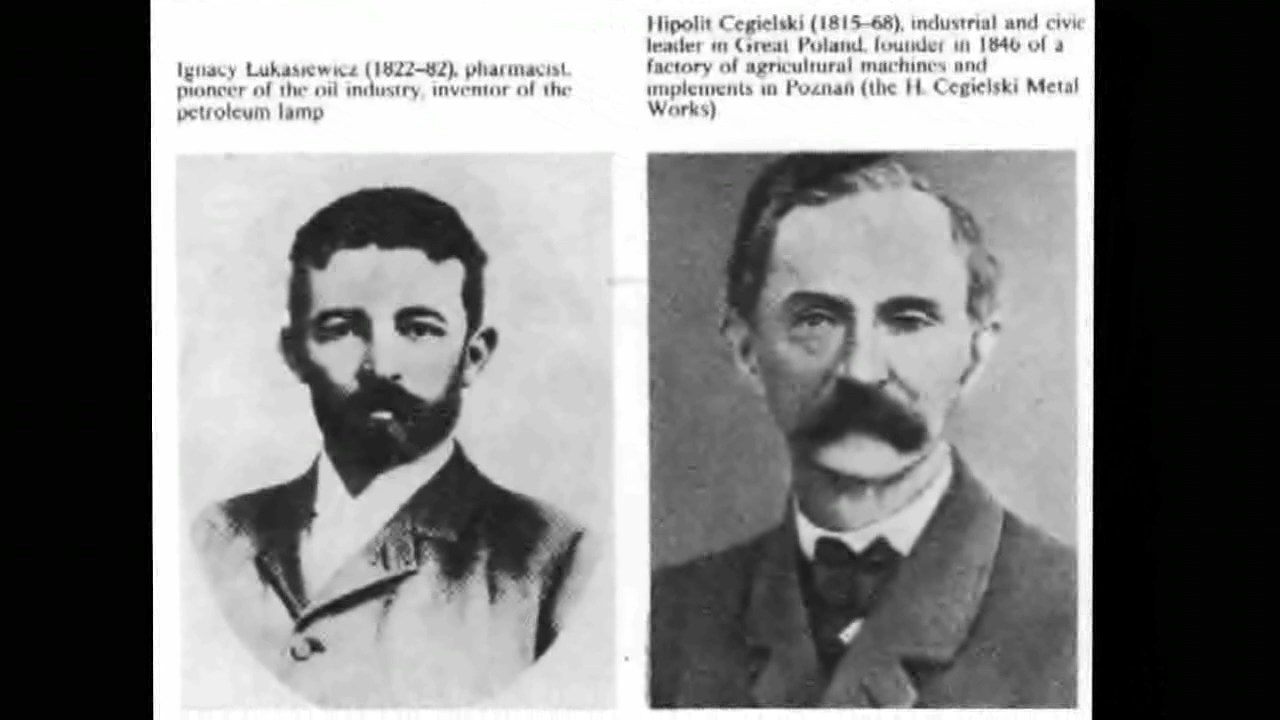 Ignacy Łukasiewicz (1822–82), pharmacist,
pioneer of the oil industry, inventor of the
petroleum lamp
Hipolit Cegielski (1815–68), industrial and civic
leader in Great Poland, founder in 1846 of a
factory of agricultural machines and
implements in Poznań (the H. Cegielski Metal
Works)